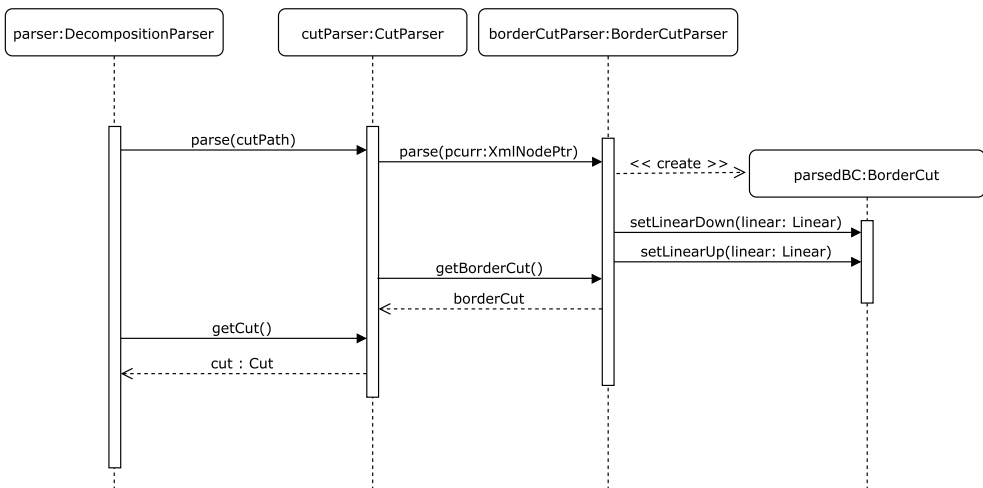 parser:DecompositionParser
cutParser:CutParser
borderCutParser:BorderCutParser
parse(cutPath)
parse(pcurr:XmlNodePtr)
<< create >>
parsedBC:BorderCut
setLinearDown(linear: Linear)
setLinearUp(linear: Linear)
getBorderCut()
borderCut
getCut()
cut : Cut